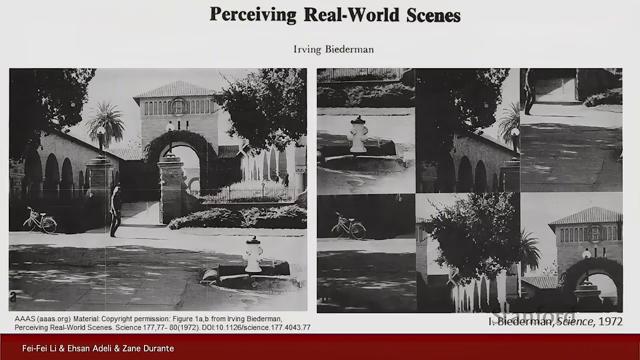 Perceiving Real-World Scenes
Irving Biederman
AAAS (aaas.org) Material: Copyright permission: Figure 1a,b from Irving Biederman,
Perceiving Real-World Scenes. Science 177,77- 80(1972). DOI:10.1126/science.177.4043.77
Stanford
I. Biederman, Science, 1972
Fei-Fei Li & Ehsan Adeli & Zane Durante